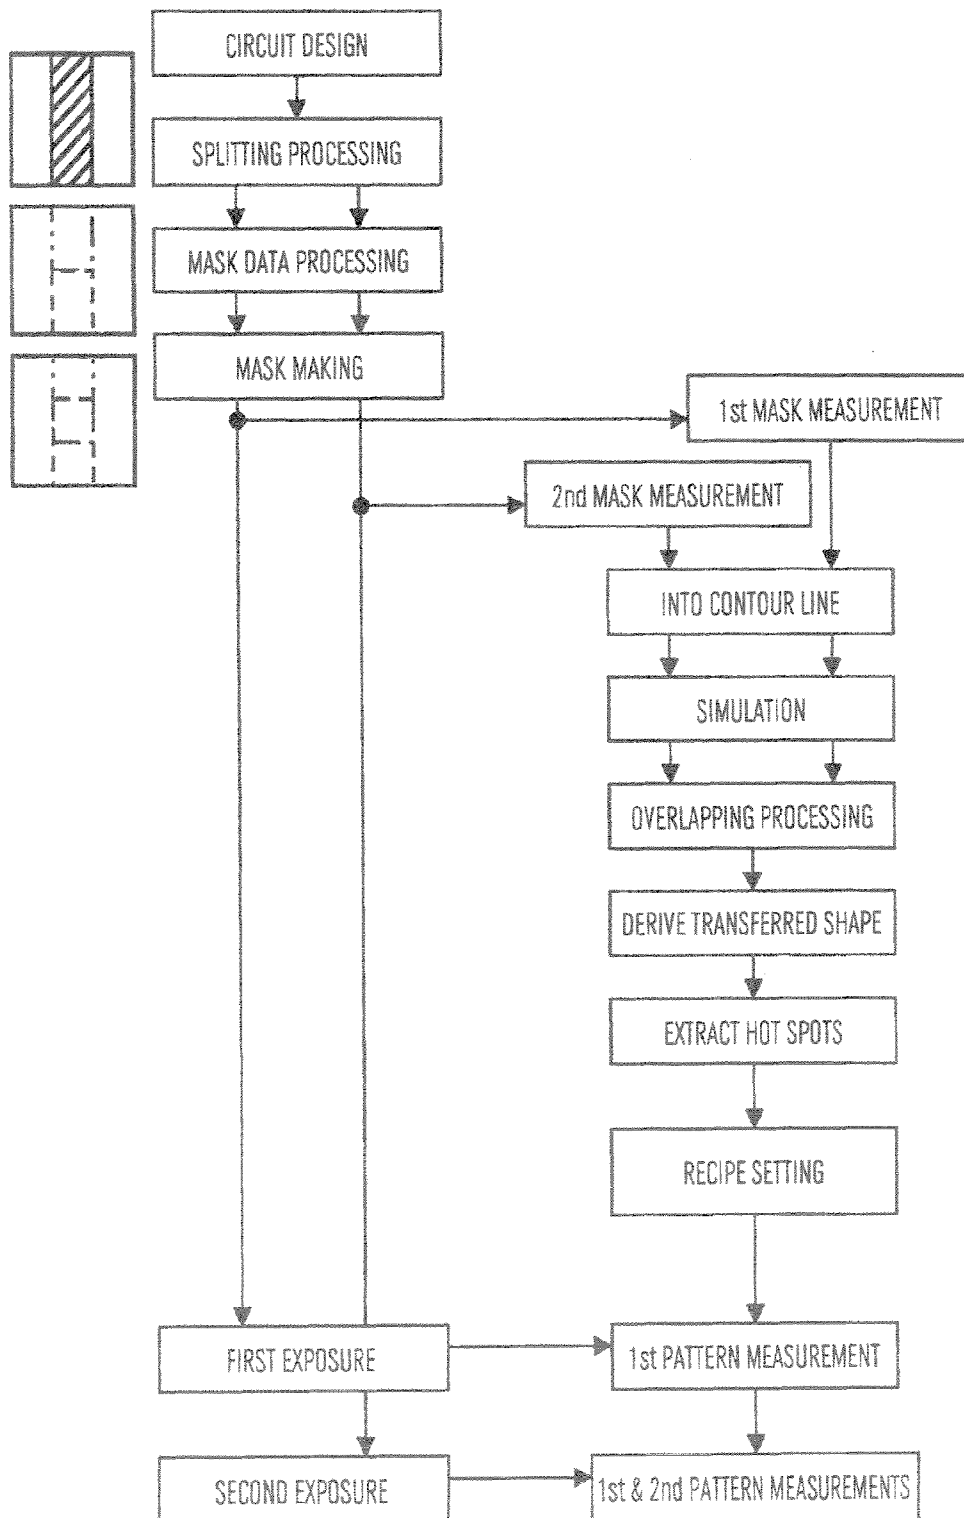 CIRCUIT DESIGN
SPLITTING PROCESSING
MASK DATA PROCESSING
MASK MAKING
1st MASK MEASUREMENT
2nd MASK MEASUREMENT
INTO CONTOUR LINE
SIMULATION
OVERLAPPING PROCESSING
DERIVE TRANSFERRED SHAPE
EXTRACT HOT SPOTS
RECIPE SETTING
FIRST EXPOSURE
1st PATTERN MEASUREMENT
SECOND EXPOSURE
1st & 2nd PATTERN MEASUREMENTS